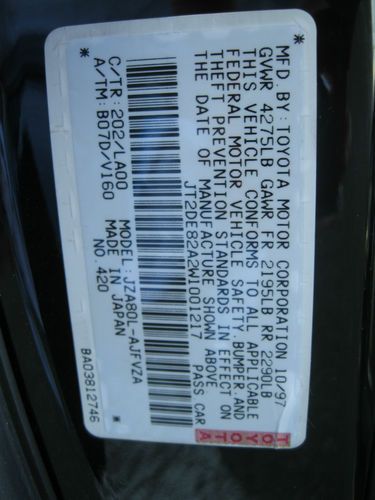 MFD.BY:TOYOTA MOTOR CORPORATION 10/97
GVWR 4275LB GAWR FR 2195LB RR 2290LB
THIS VEHICLE CONFORMS TO ALL APPLICABLE
FEDERAL MOTOR VEHICLE SAFETY, BUMPER, AND
THEFT PREVENTION STANDARDS IN EFFECT ON
THE DATE OF MANUFACTURE SHOWN ABOVE.
JT2DE82A2W1001217 PASS CAR
C/TR:202/LA00 MODEL:JZA80L-AJFVZA
A/TM:B07D/V160 MADE IN JAPAN
NO. 420
BA03812746
TOYOTA